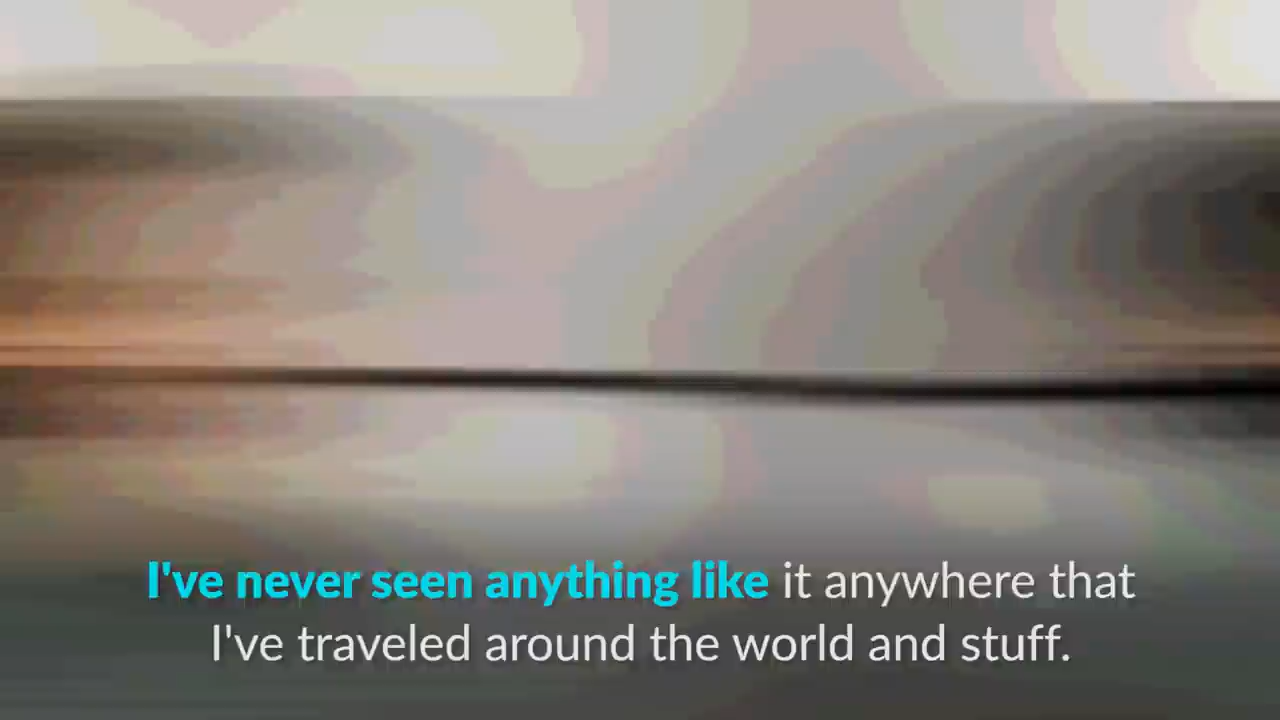 I've never seen anything like it anywhere that
I've traveled around the world and stuff.